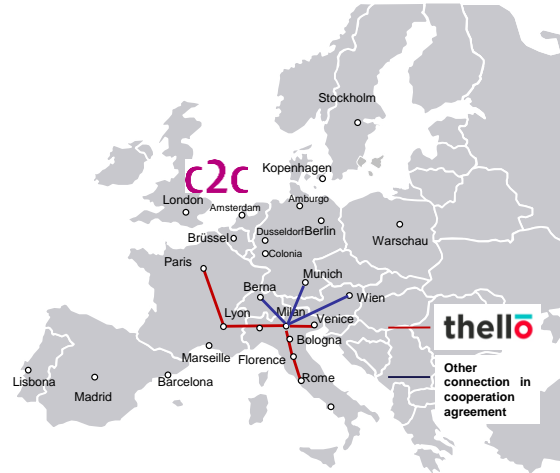 Stockholm
c2c
Kopenhagen
London
Amsterdam
Amburgo
Brüssel
Dusseldorf
Berlin
Warschau
Colonia
Paris
Munich
Berna
Wien
Lyon
Milan
Venice
thello
Bologna
Marseille
Florence
Other
connection in
cooperation
agreement
Lisbona
Madrid
Barcelona
Rome